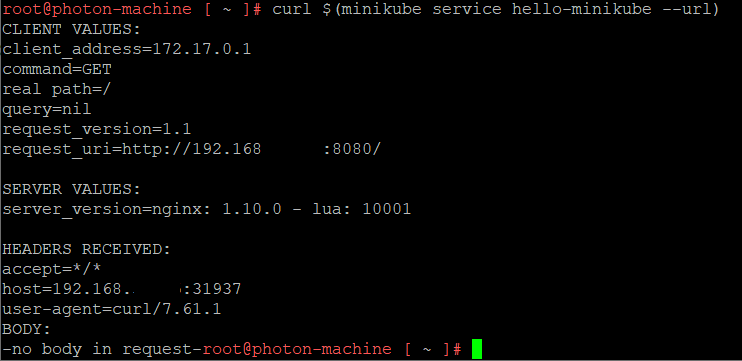 root@photon-machine [ ~ ]# curl $(minikube service hello-minikube --url)
CLIENT VALUES:
client_address=172.17.0.1
command=GET
real path=/
query=nil
request_version=1.1
request_uri=http://192.168 :8080/
SERVER VALUES:
server_version=nginx: 1.10.0 - lua: 10001
HEADERS RECEIVED:
accept=*/*
host=192.168. :31937
user-agent=curl/7.61.1
BODY:
-no body in request-root@photon-machine [ ~ ]#